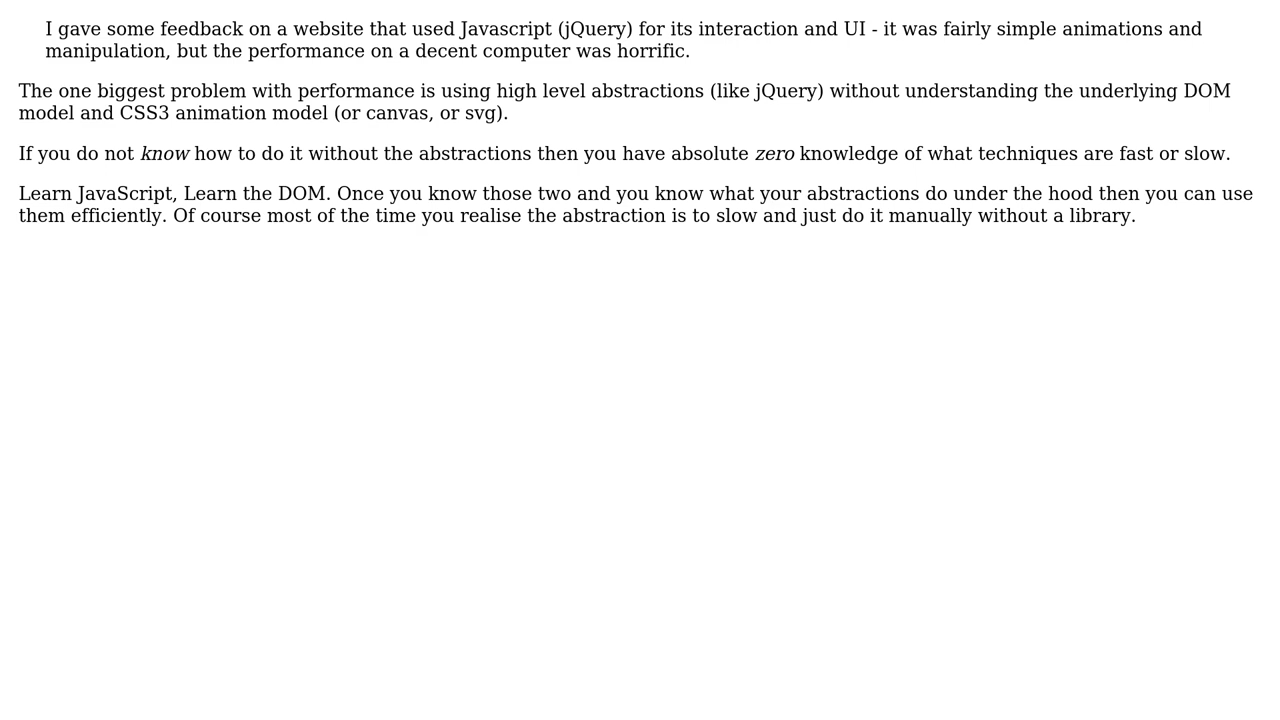 I gave some feedback on a website that used Javascript (jQuery) for its interaction and UI - it was fairly simple animations and
manipulation, but the performance on a decent computer was horrific.
The one biggest problem with performance is using high level abstractions (like jQuery) without understanding the underlying DOM
model and CSS3 animation model (or canvas, or svg).
If you do not know how to do it without the abstractions then you have absolute zero knowledge of what techniques are fast or slow.
Learn JavaScript, Learn the DOM. Once you know those two and you know what your abstractions do under the hood then you can use
them efficiently. Of course most of the time you realise the abstraction is to slow and just do it manually without a library.